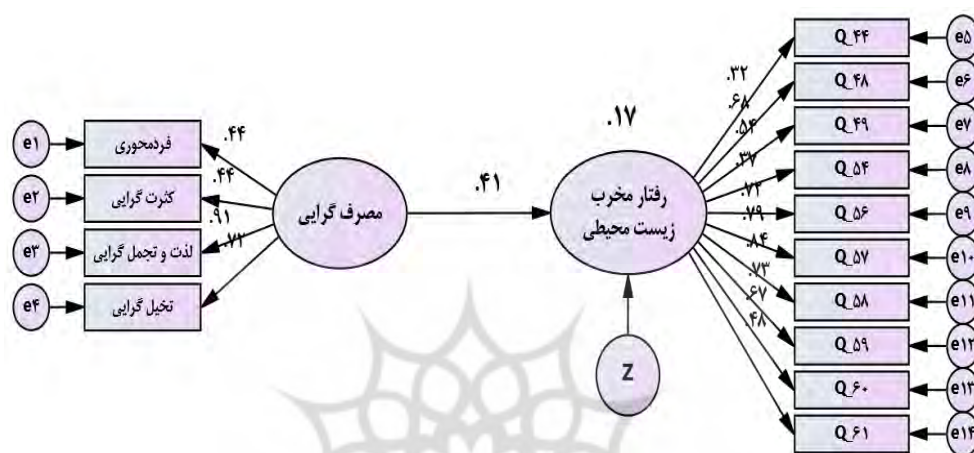 e۱
فردمحوری
.۴۴
e۲
کثرت گرایی
.۴۴
e۳
لذت و تجمل گرایی
.۹۱
e۴
تخیل گرایی
.۷۲
مصرف گرایی
.۴۱
.۱۷
رفتار مخرب
زیست محیطی
Z
.۳۲
.۶۸
.۵۴
.۳۷
.۷۲
.۷۹
.۸۴
.۷۳
.۶۷
.۴۸
Q_۴۴
e۵
Q_۴۸
e۶
Q_۴۹
e۷
Q_۵۴
e۸
Q_۵۶
e۹
Q_۵۷
e۱۰
Q_۵۸
e۱۱
Q_۵۹
e۱۲
Q_۶۰
e۱۳
Q_۶۱
e۱۴